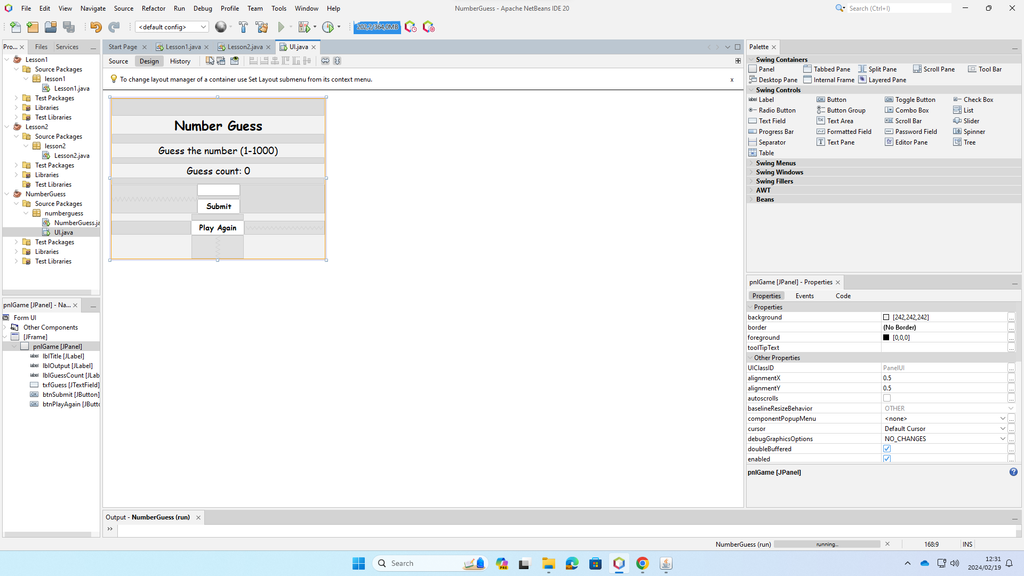 File Edit View Navigate Source Refactor Run Debug Profile Team Tools Window Help
NumberGuess - Apache NetBeans IDE 20
Search (Ctrl+I)
<default config>
Pro... Files Services
Start Page Lesson1.java Lesson2.java UI.java
Source Design History
To change layout manager of a container use Set Layout submenu from its context menu.
x
Lesson1
Source Packages
lesson1
Lesson1.java
Test Packages
Libraries
Test Libraries
Lesson2
Source Packages
lesson2
Lesson2.java
Test Packages
Libraries
Test Libraries
NumberGuess
Source Packages
numberguess
NumberGuess.ja
UI.java
Test Packages
Libraries
Test Libraries
pnlGame [JPanel] - Na...
Form UI
Other Components
[JFrame]
pnlGame [JPanel]
lblTitle [JLabel]
lblOutput [JLabel]
lblGuessCount [JLab
txfGuess [JTextField]
btnSubmit [JButton]
btnPlayAgain [JButto
Number Guess
Guess the number (1-1000)
Guess count: 0
Submit
Play Again
Palette
Swing Containers
Panel Tabbed Pane Split Pane Scroll Pane Tool Bar
Desktop Pane Internal Frame Layered Pane
Swing Controls
Label Button Toggle Button Check Box
Radio Button Button Group Combo Box List
Text Field Text Area Scroll Bar Slider
Progress Bar Formatted Field Password Field Spinner
Separator Text Pane Editor Pane Tree
Table
Swing Menus
Swing Windows
Swing Fillers
AWT
Beans
pnlGame [JPanel] - Properties
Properties Events Code
Properties
background [242,242,242]
border (No Border)
foreground [0,0,0]
toolTipText
Other Properties
UIClassID PanelUI
alignmentX 0.5
alignmentY 0.5
autoscrolls
baselineResizeBehavior OTHER
componentPopupMenu <none>
cursor Default Cursor
debugGraphicsOptions NO_CHANGES
doubleBuffered
enabled
pnlGame [JPanel]
Output - NumberGuess (run)
NumberGuess (run) running... 168:9 INS
Search
12:31
2024/02/19